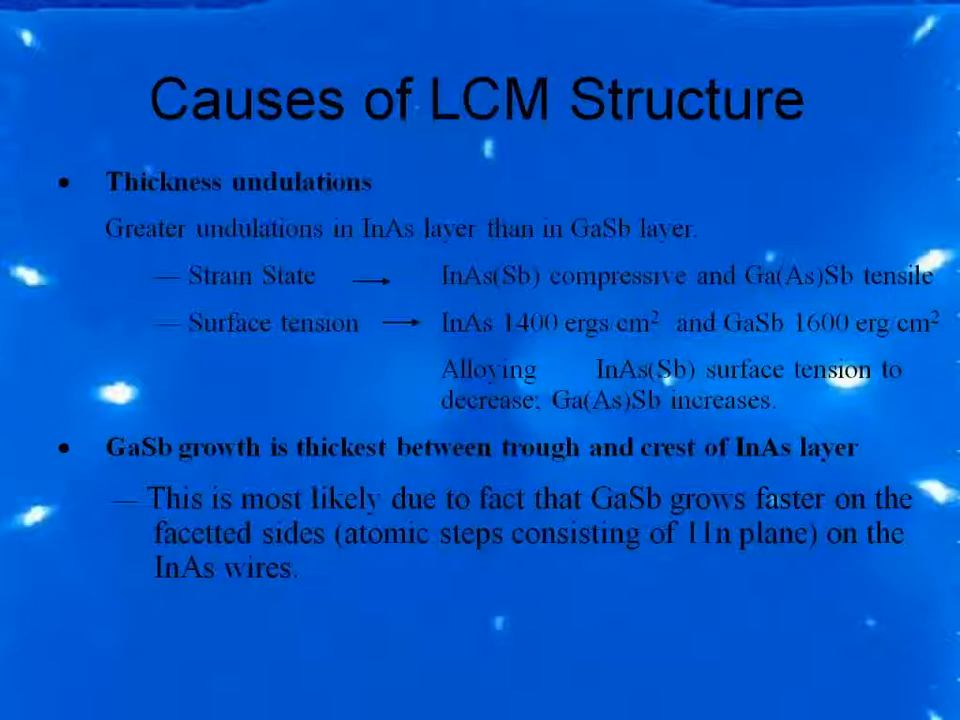 Causes of LCM Structure
• Thickness undulations
Greater undulations in InAs layer than in GaSb layer.
— Strain State → InAs(Sb) compressive and Ga(As)Sb tensile
— Surface tension → InAs 1400 ergs/cm² and GaSb 1600 erg/cm²
Alloying InAs(Sb) surface tension to
decrease; Ga(As)Sb increases.
• GaSb growth is thickest between trough and crest of InAs layer
— This is most likely due to fact that GaSb grows faster on the
facetted sides (atomic steps consisting of 11n plane) on the
InAs wires.